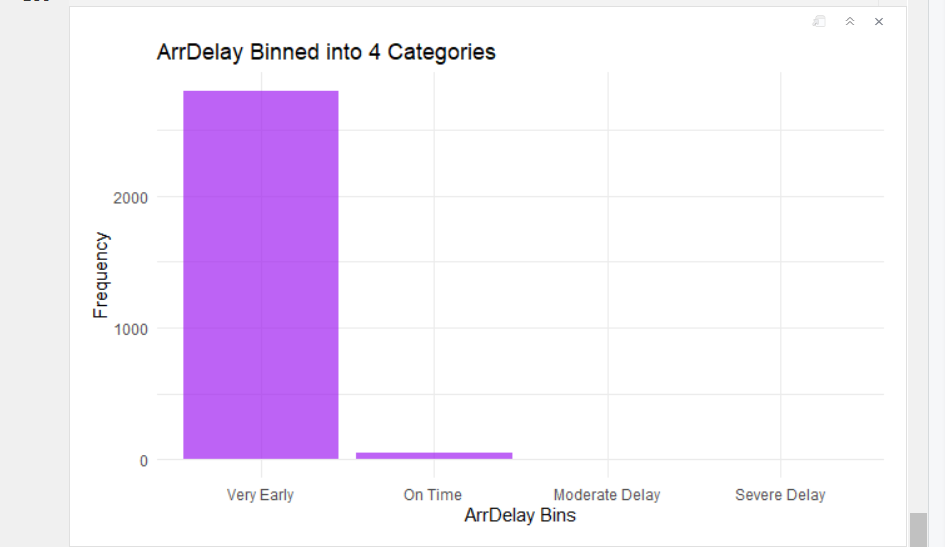 ArrDelay Binned into 4 Categories
Frequency
2000
1000
0
Very Early On Time Moderate Delay Severe Delay
ArrDelay Bins